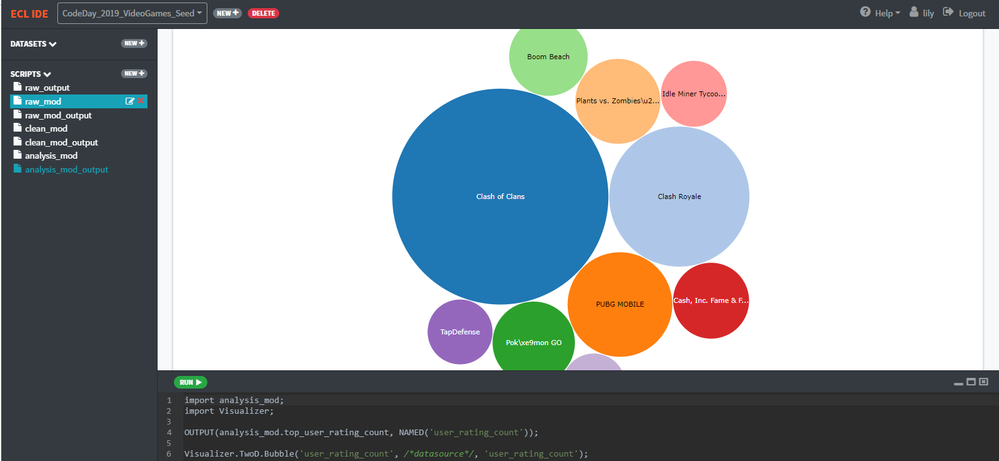 ECL IDE
CodeDay_2019_VideoGames_Seed
NEW
DELETE
Help
lily
Logout
DATASETS
NEW
SCRIPTS
NEW
raw_output
raw_mod
raw_mod_output
clean_mod
clean_mod_output
analysis_mod
analysis_mod_output
Boom Beach
Plants vs. Zombies\u2...
Idle Miner Tycoo...
Clash of Clans
Clash Royale
PUBG MOBILE
Cash, Inc. Fame & F...
TapDefense
Pok\xe9mon GO
RUN
1 import analysis_mod;
2 import Visualizer;
3
4 OUTPUT(analysis_mod.top_user_rating_count, NAMED('user_rating_count'));
5
6 Visualizer.TwoD.Bubble('user_rating_count', /*datasource*/, 'user_rating_count');